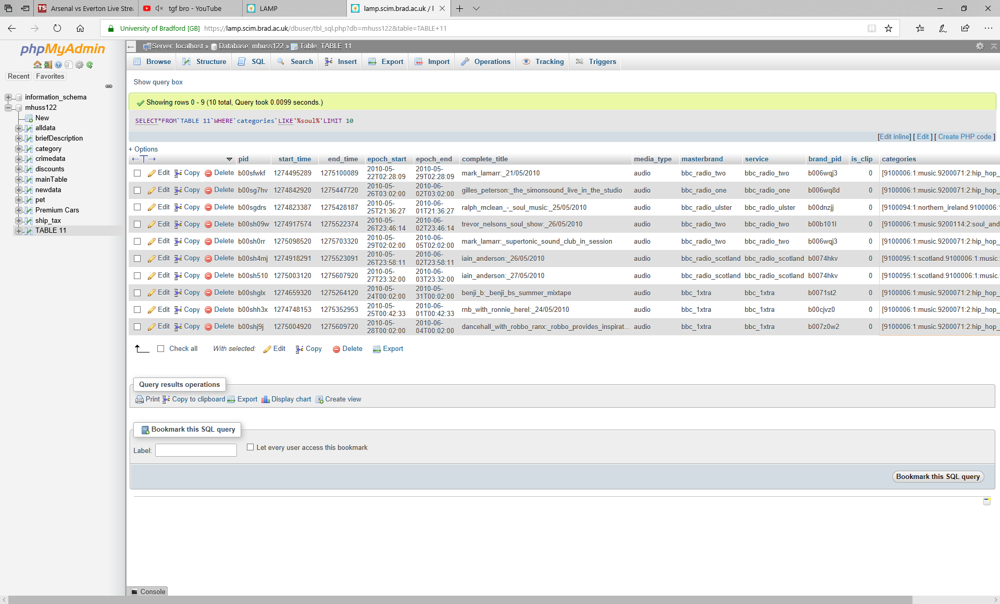 Arsenal vs Everton Live Strea
tgf bro - YouTube
LAMP
lamp.scim.brad.ac.uk / l
University of Bradford [GB] https://lamp.scim.brad.ac.uk/dbuser/tbl_sql.php?db=mhuss122&table=TABLE+11
phpMyAdmin
Recent Favorites
information_schema
mhuss122
New
alldata
briefDescription
category
crimedata
discounts
mainTable
newdata
pet
Premium Cars
ship_tax
TABLE 11
Server: localhost » Database: mhuss122 » Table: TABLE 11
Browse Structure SQL Search Insert Export Import Operations Tracking Triggers
Show query box
Showing rows 0 - 9 (10 total, Query took 0.0099 seconds.)
SELECT*FROM`TABLE 11`WHERE`categories`LIKE'%soul%'LIMIT 10
[Edit inline] [ Edit ] [ Create PHP code ]
+ Options
←T→ pid start_time end_time epoch_start epoch_end complete_title media_type masterbrand service brand_pid is_clip categories
Edit Copy Delete b00sfwkf 1274495289 1275100089 2010-05-22T02:28:09 2010-05-29T02:28:09 mark_lamarr:_21/05/2010 audio bbc_radio_two bbc_radio_two b006wqj3 0 [9100006:1:music.9200071:2:hip_hop_
Edit Copy Delete b00sg7hv 1274842920 1275447720 2010-05-26T03:02:00 2010-06-02T03:02:00 gilles_peterson:_the_simonsound_live_in_the_studio audio bbc_radio_one bbc_radio_one b006wq8d 0 [9100006:1:music.9200071:2:hip_hop_
Edit Copy Delete b00sgdrs 1274823387 1275428187 2010-05-25T21:36:27 2010-06-01T21:36:27 ralph_mclean_-_soul_music:_25/05/2010 audio bbc_radio_ulster bbc_radio_ulster b00dnzjj 0 [9100094:1:northern_ireland.9100006:1
Edit Copy Delete b00sh09w 1274917574 1275522374 2010-05-26T23:46:14 2010-06-02T23:46:14 trevor_nelsons_soul_show:_26/05/2010 audio bbc_radio_two bbc_radio_two b00b101l 0 [9100006:1:music.9200114:2:soul_and
Edit Copy Delete b00sh0rr 1275098520 1275703320 2010-05-29T02:02:00 2010-06-05T02:02:00 mark_lamarr:_supertonic_sound_club_in_session audio bbc_radio_two bbc_radio_two b006wqj3 0 [9100006:1:music.9200071:2:hip_hop_
Edit Copy Delete b00sh4mj 1274918291 1275523091 2010-05-26T23:58:11 2010-06-02T23:58:11 iain_anderson:_26/05/2010 audio bbc_radio_scotland bbc_radio_scotland b0074hkv 0 [9100095:1:scotland.9100006:1:music.
Edit Copy Delete b00sh510 1275003120 1275607920 2010-05-27T23:32:00 2010-06-03T23:32:00 iain_anderson:_27/05/2010 audio bbc_radio_scotland bbc_radio_scotland b0074hkv 0 [9100095:1:scotland.9100006:1:music.
Edit Copy Delete b00shglx 1274659320 1275264120 2010-05-24T00:02:00 2010-05-31T00:02:00 benji_b:_benji_bs_summer_mixtape audio bbc_1xtra bbc_1xtra b0071st2 0 [9100006:1:music.9200071:2:hip_hop_
Edit Copy Delete b00shh3x 1274748153 1275352953 2010-05-25T00:42:33 2010-06-01T00:42:33 rnb_with_ronnie_herel:_24/05/2010 audio bbc_1xtra bbc_1xtra b00cjvz0 0 [9100006:1:music.9200071:2:hip_hop_
Edit Copy Delete b00shj9j 1275004920 1275609720 2010-05-28T00:02:00 2010-06-04T00:02:00 dancehall_with_robbo_ranx:_robbo_provides_inspirat... audio bbc_1xtra bbc_1xtra b007z0w2 0 [9100006:1:music.9200071:2:hip_hop_
Check all With selected: Edit Copy Delete Export
Query results operations
Print Copy to clipboard Export Display chart Create view
Bookmark this SQL query
Label: Let every user access this bookmark
Bookmark this SQL query
Console